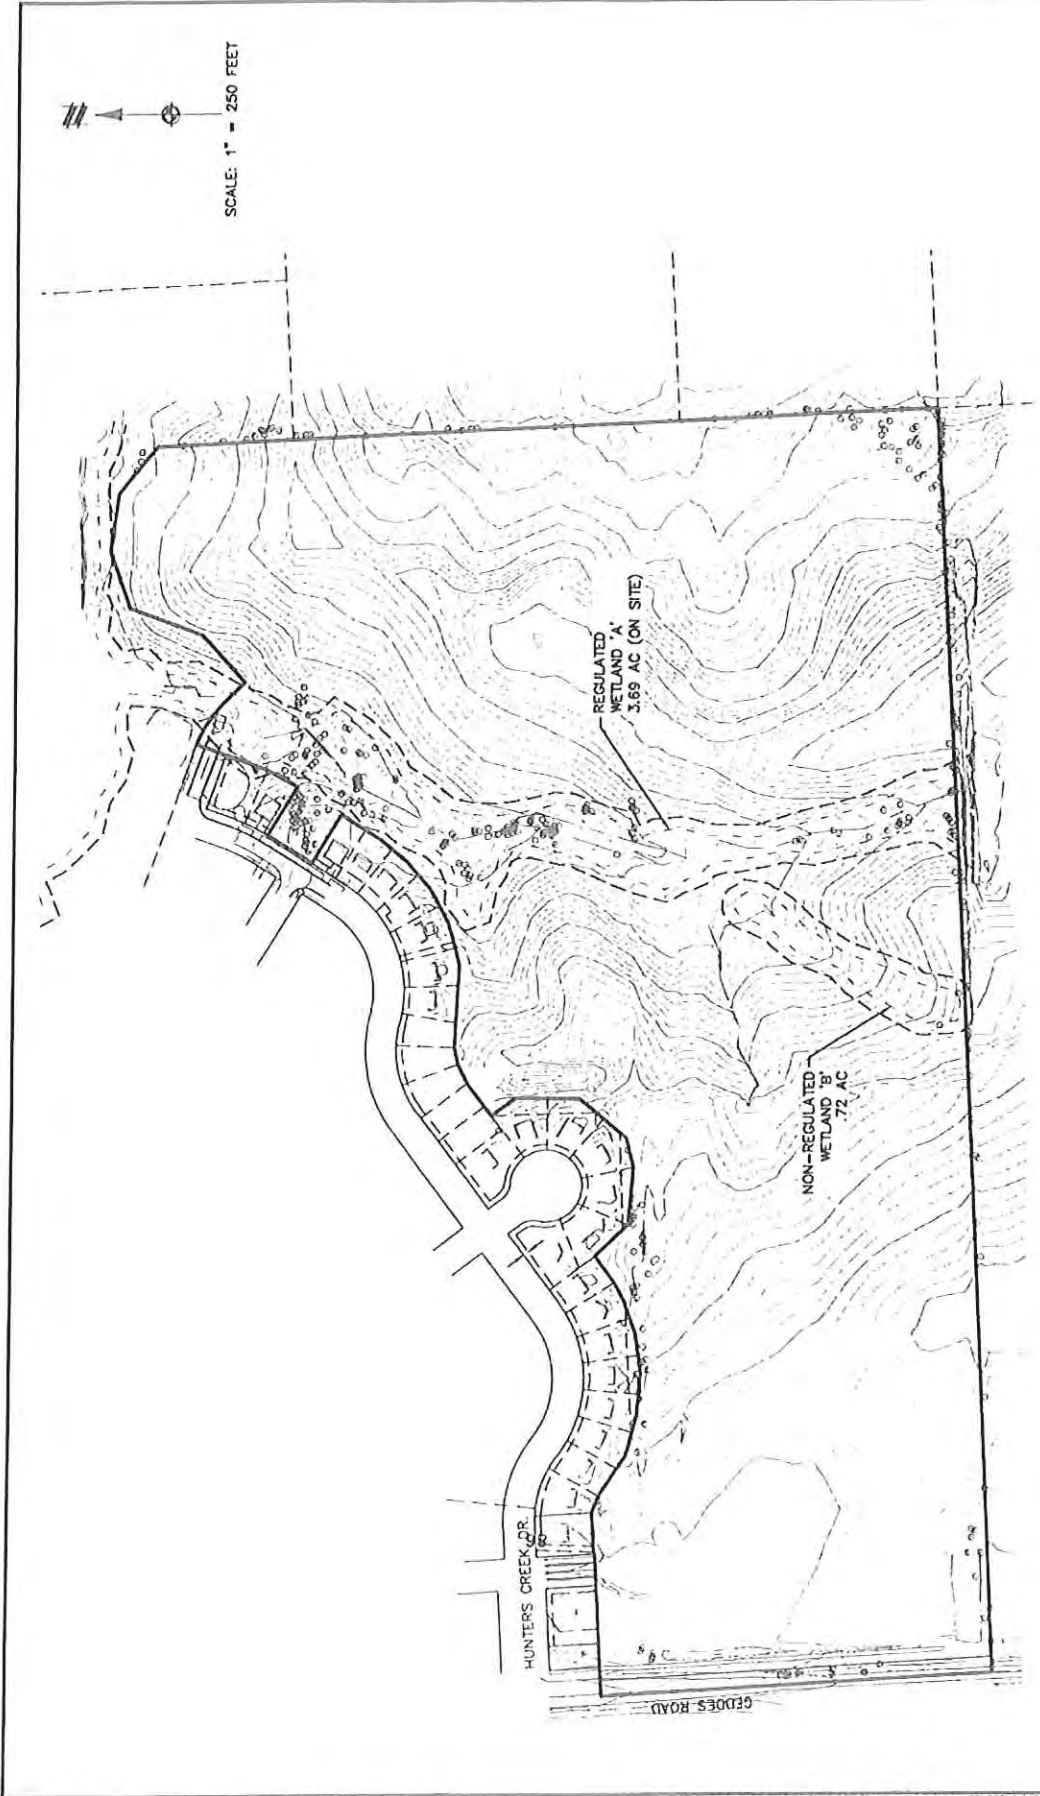 SCALE: 1" = 250 FEET
REGULATED
WETLAND 'A'
3.69 AC (ON SITE)
NON-REGULATED
WETLAND 'B'
.72 AC
HUNTERS CREEK DR.
GEDDES ROAD